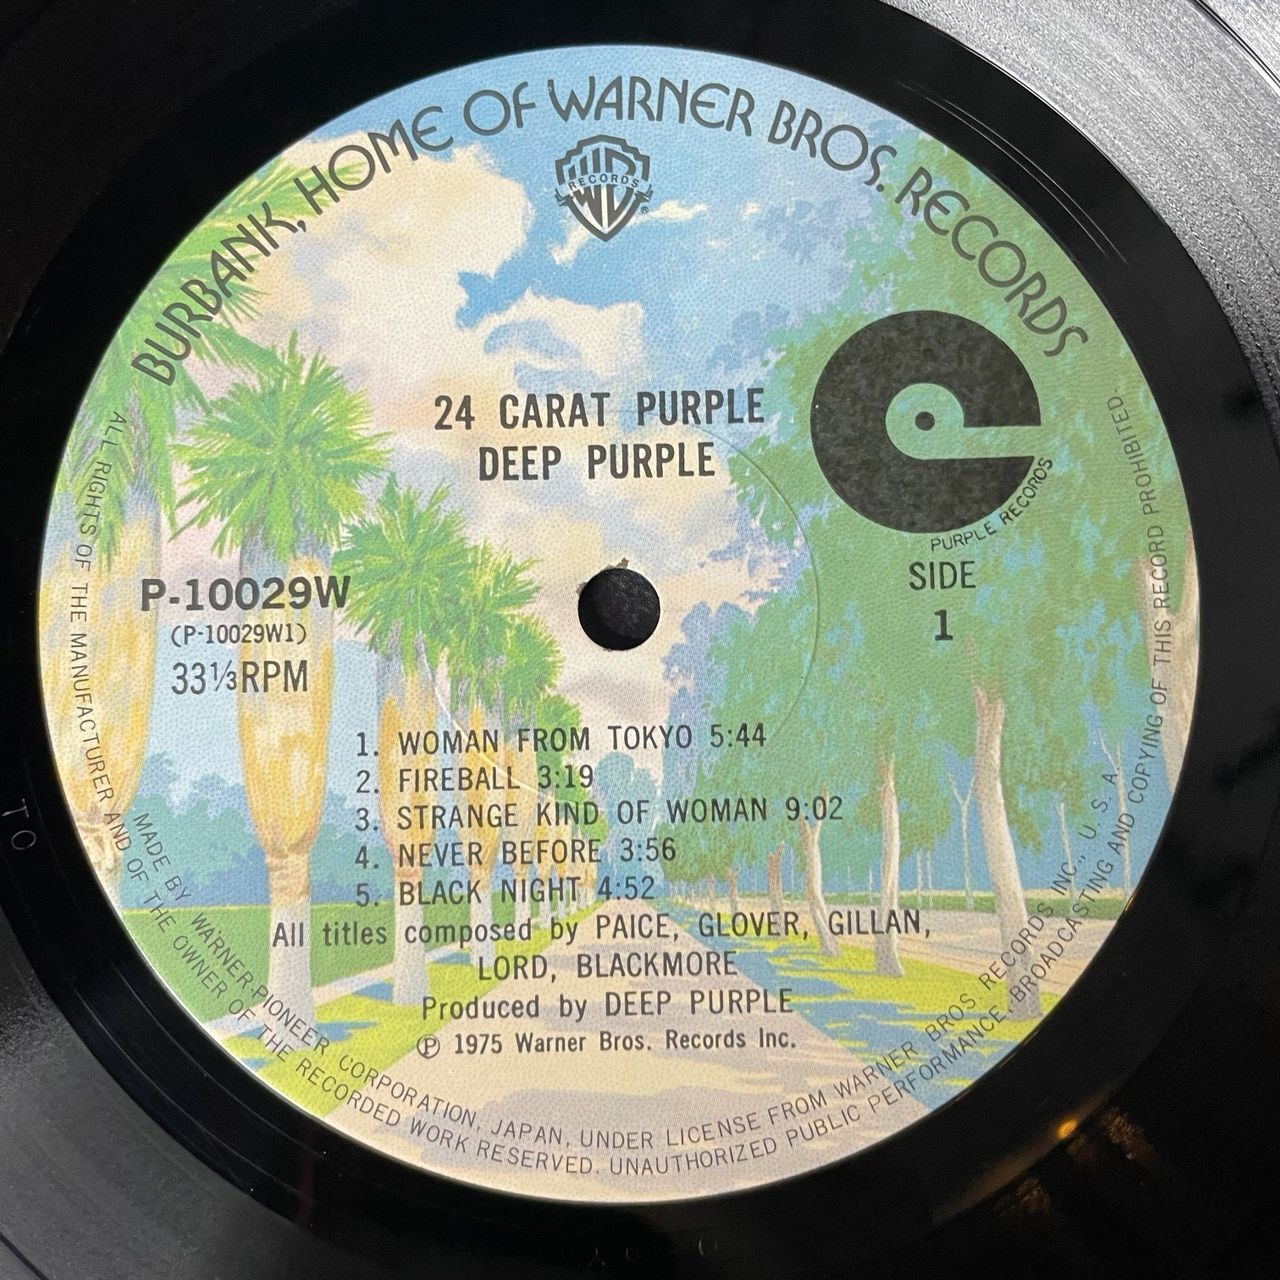 BURBANK, HOME OF WARNER BROS. RECORDS
RECORDS
24 CARAT PURPLE
DEEP PURPLE
PURPLE RECORDS
SIDE
1
P-10029W
(P-10029W1)
33⅓RPM
1. WOMAN FROM TOKYO 5:44
2. FIREBALL 3:19
3. STRANGE KIND OF WOMAN 9:02
4. NEVER BEFORE 3:56
5. BLACK NIGHT 4:52
All titles composed by PAICE, GLOVER, GILLAN,
LORD, BLACKMORE
Produced by DEEP PURPLE
Ⓟ 1975 Warner Bros. Records Inc.
MADE BY WARNER-PIONEER CORPORATION, JAPAN, UNDER LICENSE FROM WARNER BROS. RECORDS INC., U. S. A.
ALL RIGHTS OF THE MANUFACTURER AND OF THE OWNER OF THE RECORDED WORK RESERVED. UNAUTHORIZED PUBLIC PERFORMANCE, BROADCASTING AND COPYING OF THIS RECORD PROHIBITED
TO